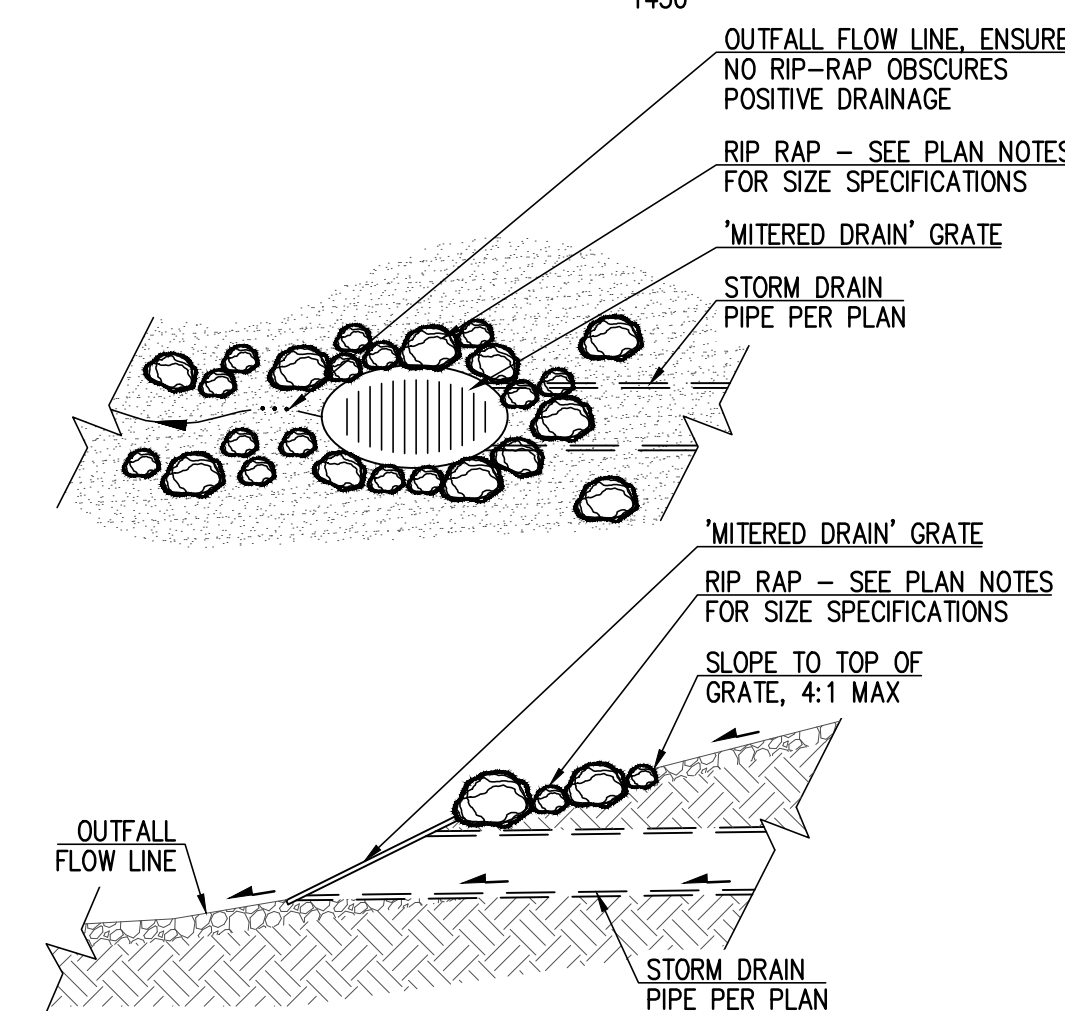 OUTFALL FLOW LINE, ENSURE
NO RIP-RAP OBSCURES
POSITIVE DRAINAGE
RIP RAP - SEE PLAN NOTES
FOR SIZE SPECIFICATIONS
'MITERED DRAIN' GRATE
STORM DRAIN
PIPE PER PLAN
'MITERED DRAIN' GRATE
RIP RAP - SEE PLAN NOTES
FOR SIZE SPECIFICATIONS
SLOPE TO TOP OF
GRATE, 4:1 MAX
OUTFALL
FLOW LINE
STORM DRAIN
PIPE PER PLAN